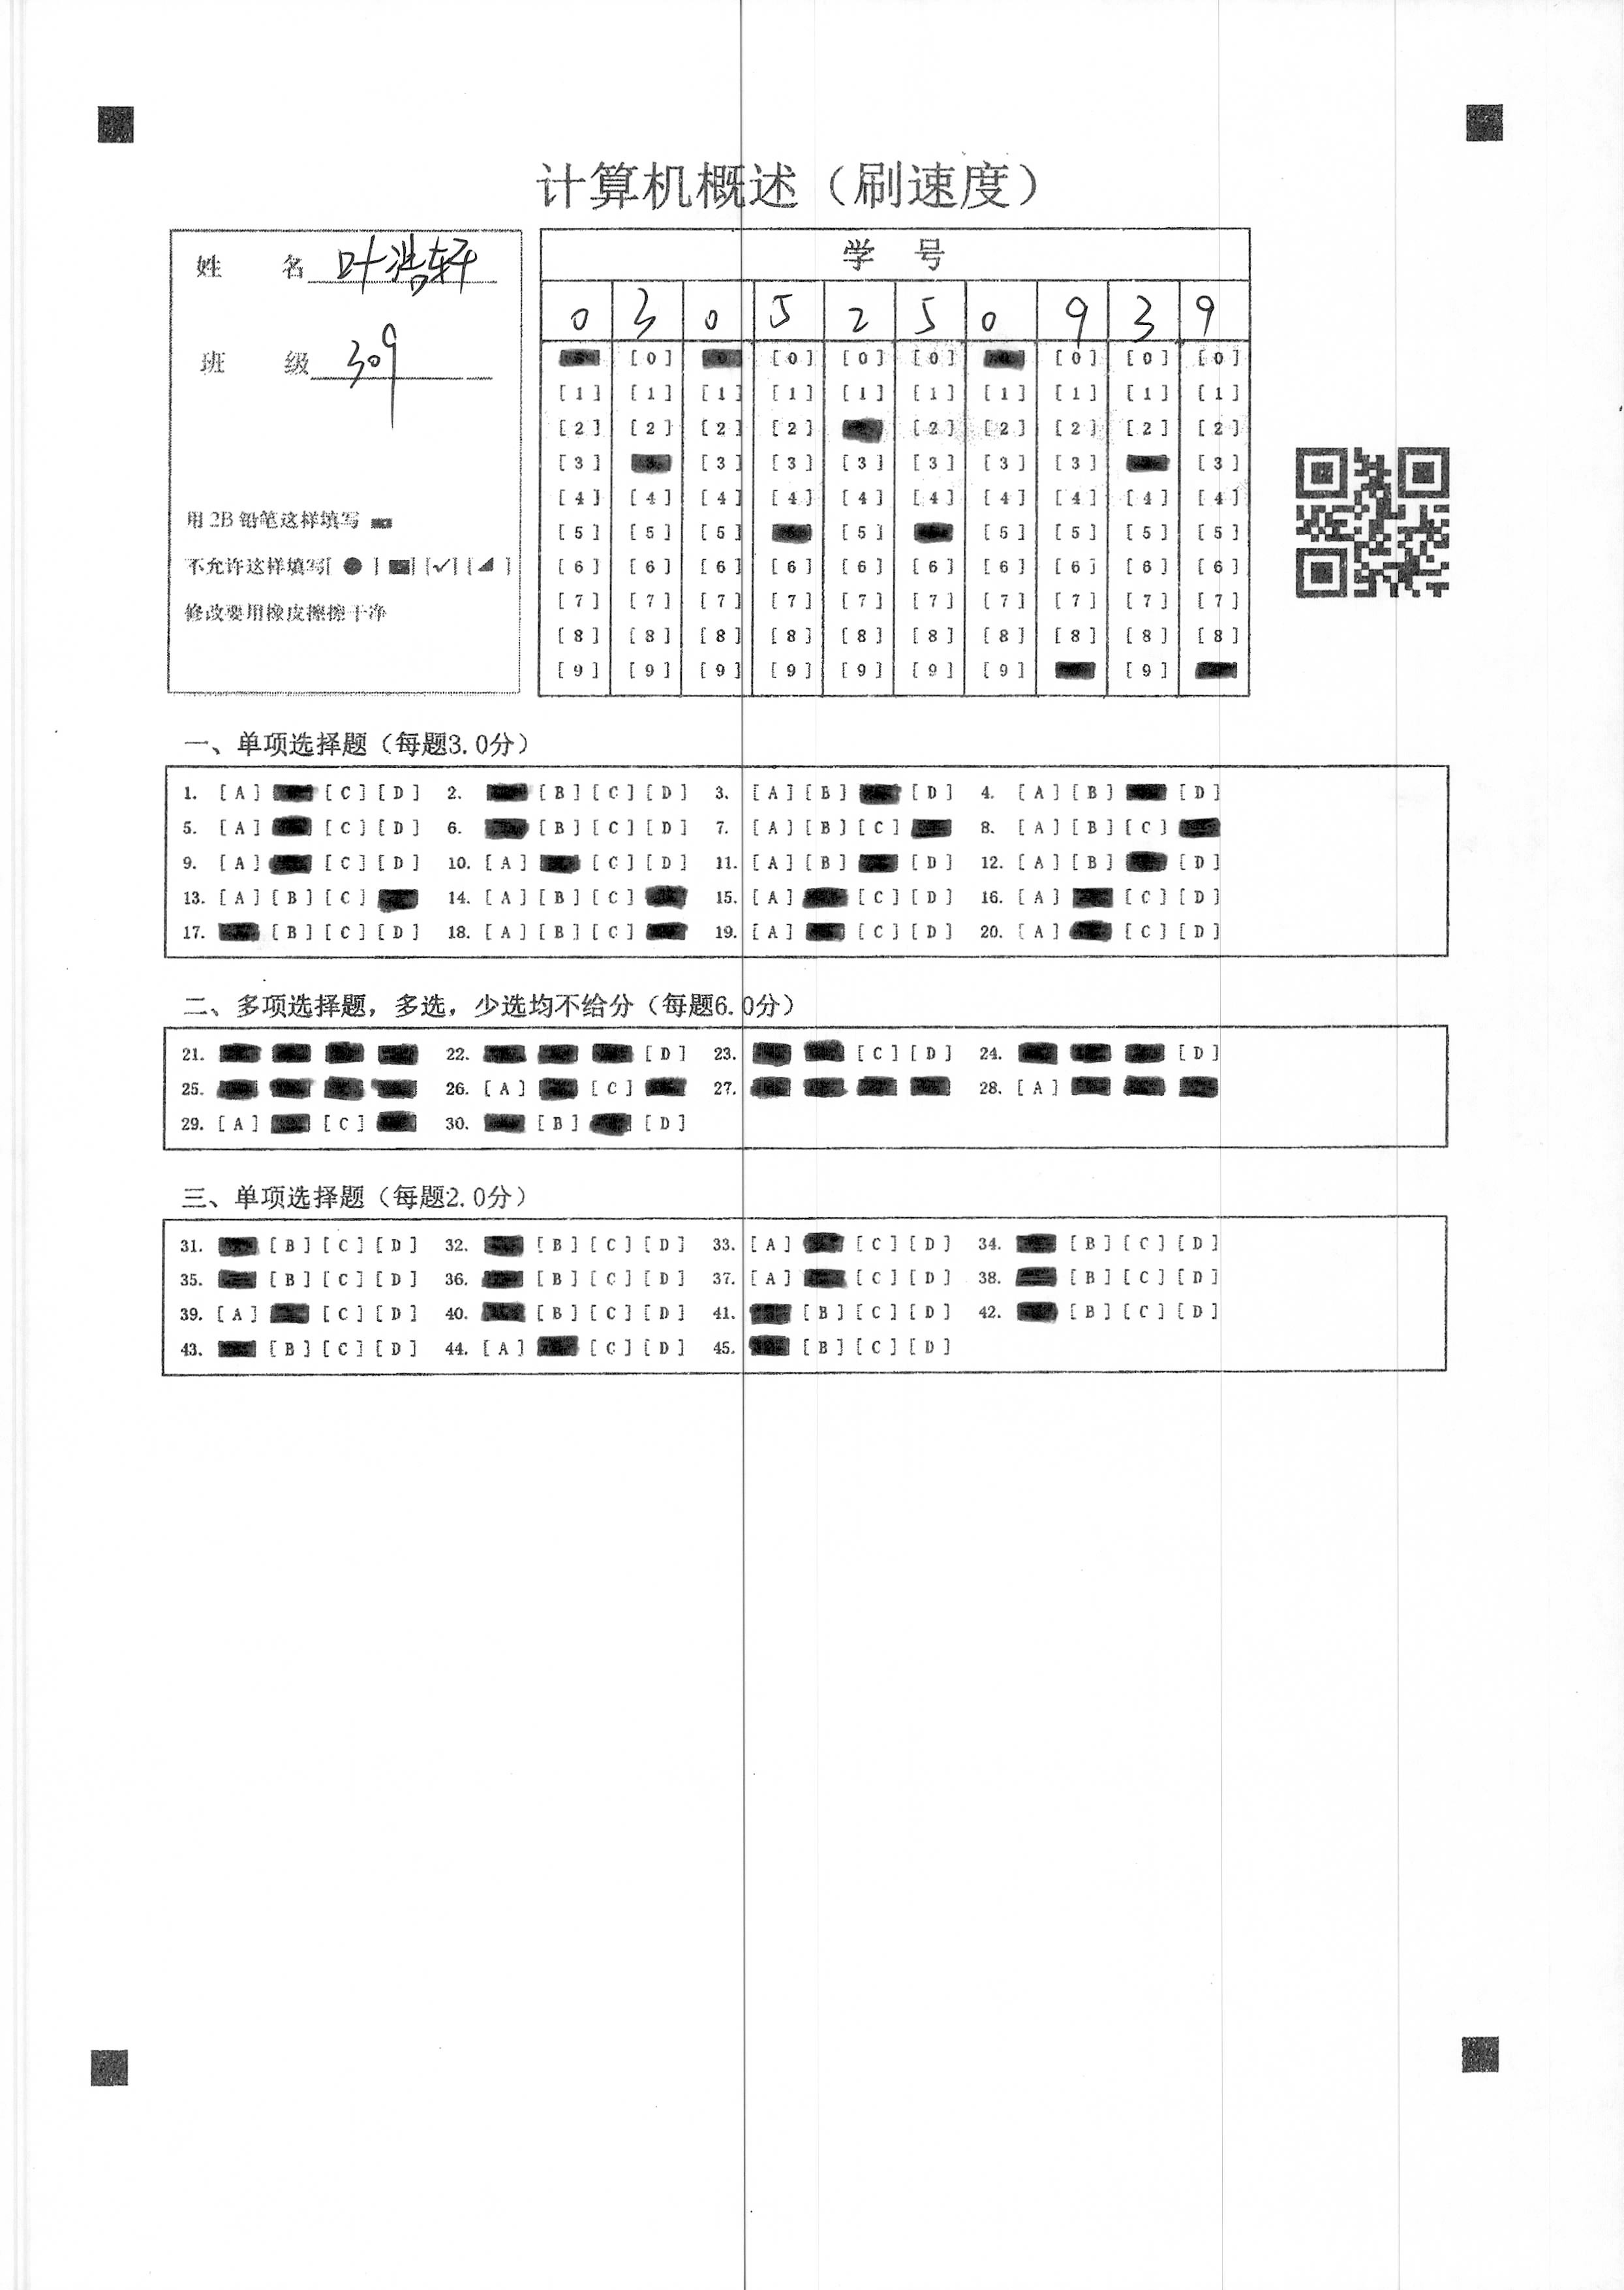 计算机概述（刷速度）
姓 名 叶浩轩
班 级 309
用 2B 铅笔这样填写
不允许这样填写[ ● ] [ ] [✓] [ ]
修改要用橡皮擦擦干净
学 号
0 3 0 5 2 5 0 9 3 9
[0] [0] [0] [0] [0] [0] [0]
[1] [1] [1] [1] [1] [1] [1] [1] [1] [1]
[2] [2] [2] [2] [2] [2] [2] [2] [2]
[3] [3] [3] [3] [3] [3] [3] [3]
[4] [4] [4] [4] [4] [4] [4] [4] [4] [4]
[5] [5] [5] [5] [5] [5] [5] [5]
[6] [6] [6] [6] [6] [6] [6] [6] [6] [6]
[7] [7] [7] [7] [7] [7] [7] [7] [7] [7]
[8] [8] [8] [8] [8] [8] [8] [8] [8] [8]
[9] [9] [9] [9] [9] [9] [9] [9]
一、单项选择题（每题3.0分）
1. [A] [C] [D] 2. [B] [C] [D] 3. [A] [B] [D] 4. [A] [B] [D]
5. [A] [C] [D] 6. [B] [C] [D] 7. [A] [B] [C] 8. [A] [B] [C]
9. [A] [C] [D] 10. [A] [C] [D] 11. [A] [B] [D] 12. [A] [B] [D]
13. [A] [B] [C] 14. [A] [B] [C] 15. [A] [C] [D] 16. [A] [C] [D]
17. [B] [C] [D] 18. [A] [B] [C] 19. [A] [C] [D] 20. [A] [C] [D]
二、多项选择题，多选，少选均不给分（每题6.0分）
21. 22. [D] 23. [C] [D] 24. [D]
25. 26. [A] [C] 27. 28. [A]
29. [A] [C] 30. [B] [D]
三、单项选择题（每题2.0分）
31. [B] [C] [D] 32. [B] [C] [D] 33. [A] [C] [D] 34. [B] [C] [D]
35. [B] [C] [D] 36. [B] [C] [D] 37. [A] [C] [D] 38. [B] [C] [D]
39. [A] [C] [D] 40. [B] [C] [D] 41. [B] [C] [D] 42. [B] [C] [D]
43. [B] [C] [D] 44. [A] [C] [D] 45. [B] [C] [D]